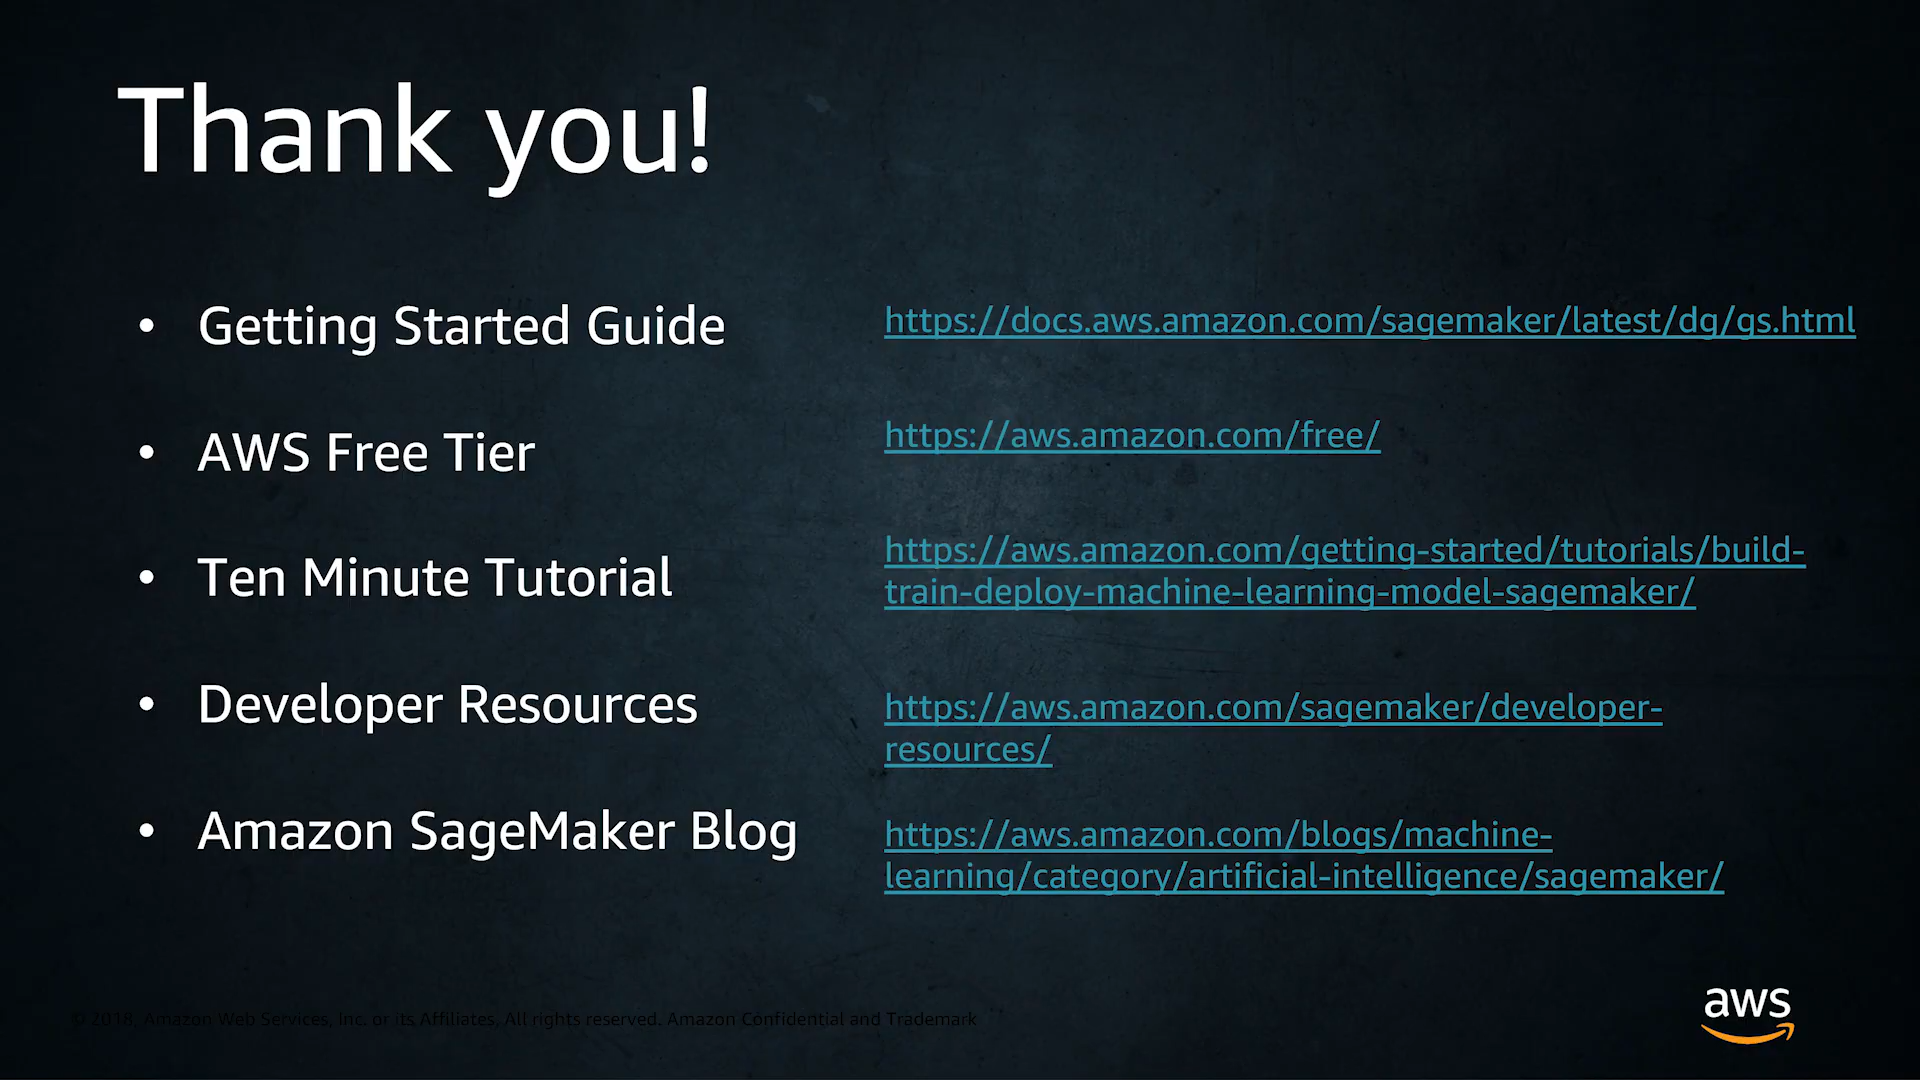 Thank you!
• Getting Started Guide
https://docs.aws.amazon.com/sagemaker/latest/dg/gs.html
• AWS Free Tier
https://aws.amazon.com/free/
• Ten Minute Tutorial
https://aws.amazon.com/getting-started/tutorials/build-
train-deploy-machine-learning-model-sagemaker/
• Developer Resources
https://aws.amazon.com/sagemaker/developer-
resources/
• Amazon SageMaker Blog
https://aws.amazon.com/blogs/machine-
learning/category/artificial-intelligence/sagemaker/
© 2018, Amazon Web Services, Inc. or its Affiliates, All rights reserved. Amazon Confidential and Trademark
aws